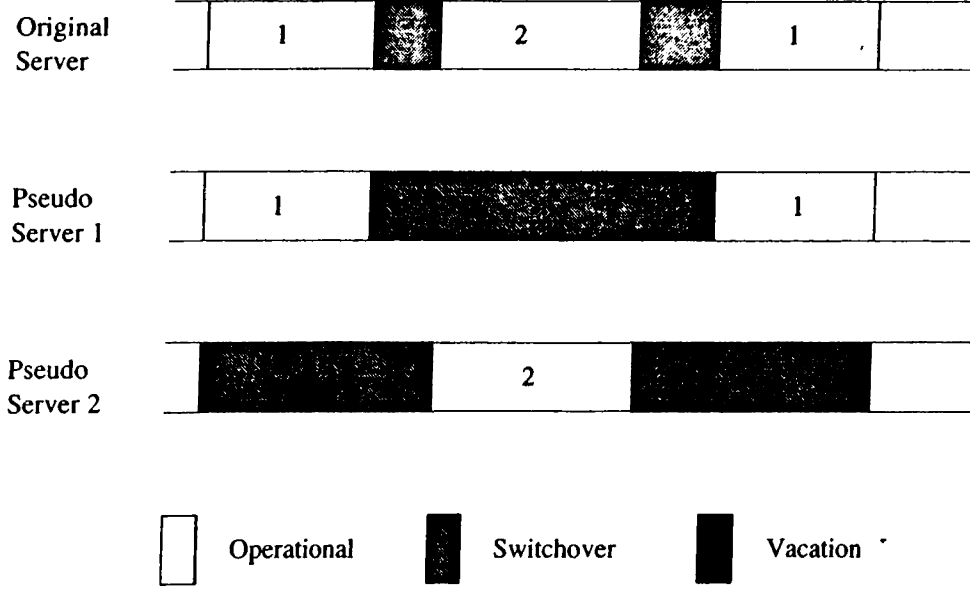 Original
Server
1
2
1
Pseudo
Server 1
1
1
Pseudo
Server 2
2
Operational
Switchover
Vacation